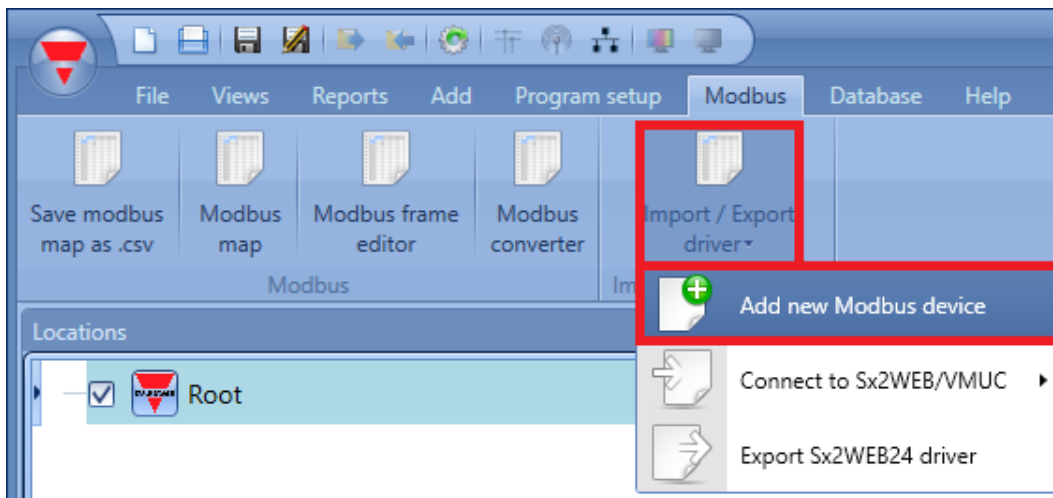 File Views Reports Add Program setup Modbus Database Help
Save modbus map as .csv
Modbus map
Modbus frame editor
Modbus converter
Import / Export driver
Modbus
Im
Add new Modbus device
Locations
Root
Connect to Sx2WEB/VMUC
Export Sx2WEB24 driver